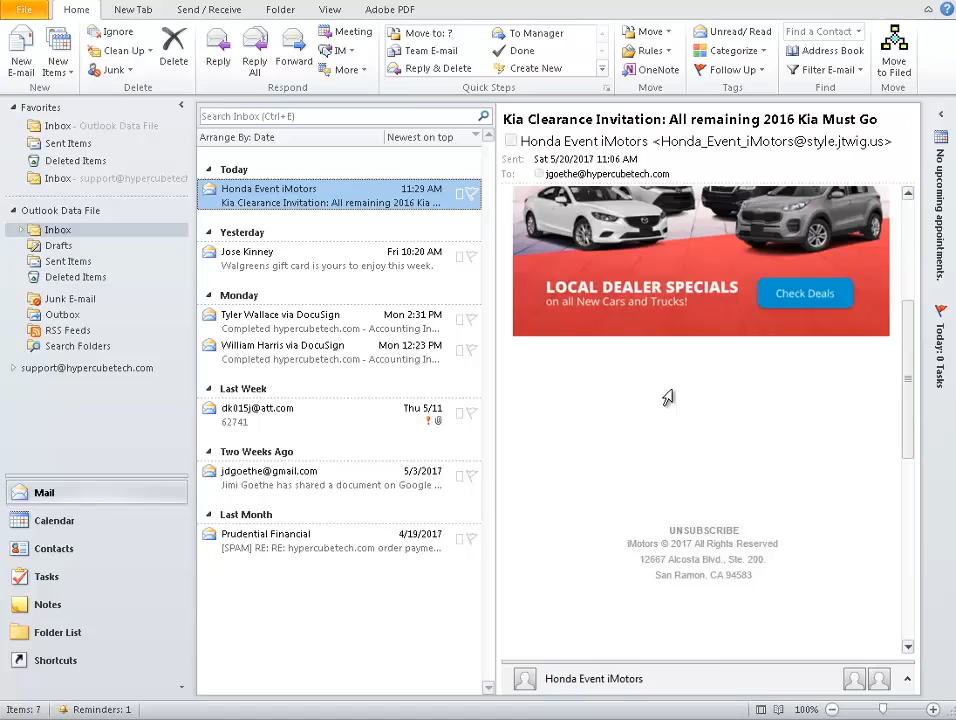 File Home New Tab Send / Receive Folder View Adobe PDF
New E-mail
New Items
New
Ignore
Clean Up
Junk
Delete
Delete
Reply
Reply All
Forward
Meeting
IM
More
Respond
Move to: ?
Team E-mail
Reply & Delete
To Manager
Done
Create New
Quick Steps
Move
Rules
OneNote
Move
Unread/ Read
Categorize
Follow Up
Tags
Find a Contact
Address Book
Filter E-mail
Find
Move to Filed
Move
Favorites
Inbox - Outlook Data File
Sent Items
Deleted Items
Inbox - support@hypercubetech
Outlook Data File
Inbox
Drafts
Sent Items
Deleted Items
Junk E-mail
Outbox
RSS Feeds
Search Folders
support@hypercubetech.com
Mail
Calendar
Contacts
Tasks
Notes
Folder List
Shortcuts
Search Inbox (Ctrl+E)
Arrange By: Date Newest on top
Today
Honda Event iMotors 11:29 AM
Kia Clearance Invitation: All remaining 2016 Kia ...
Yesterday
Jose Kinney Fri 10:20 AM
Walgreens gift card is yours to enjoy this week.
Monday
Tyler Wallace via DocuSign Mon 2:31 PM
Completed hypercubetech.com - Accounting In...
William Harris via DocuSign Mon 12:23 PM
Completed hypercubetech.com - Accounting In...
Last Week
dk015j@att.com Thu 5/11
62741
Two Weeks Ago
jdgoethe@gmail.com 5/3/2017
Jimi Goethe has shared a document on Google ...
Last Month
Prudential Financial 4/19/2017
[SPAM] RE: RE: hypercubetech.com order payme...
Kia Clearance Invitation: All remaining 2016 Kia Must Go
Honda Event iMotors <Honda_Event_iMotors@style.jtwig.us>
Sent: Sat 5/20/2017 11:06 AM
To: jgoethe@hypercubetech.com
LOCAL DEALER SPECIALS
on all New Cars and Trucks!
Check Deals
UNSUBSCRIBE
iMotors © 2017 All Rights Reserved
12667 Alcosta Blvd., Ste. 200.
San Ramon, CA 94583
Honda Event iMotors
No upcoming appointments.
Today: 0 Tasks
Items: 7 Reminders: 1 100%